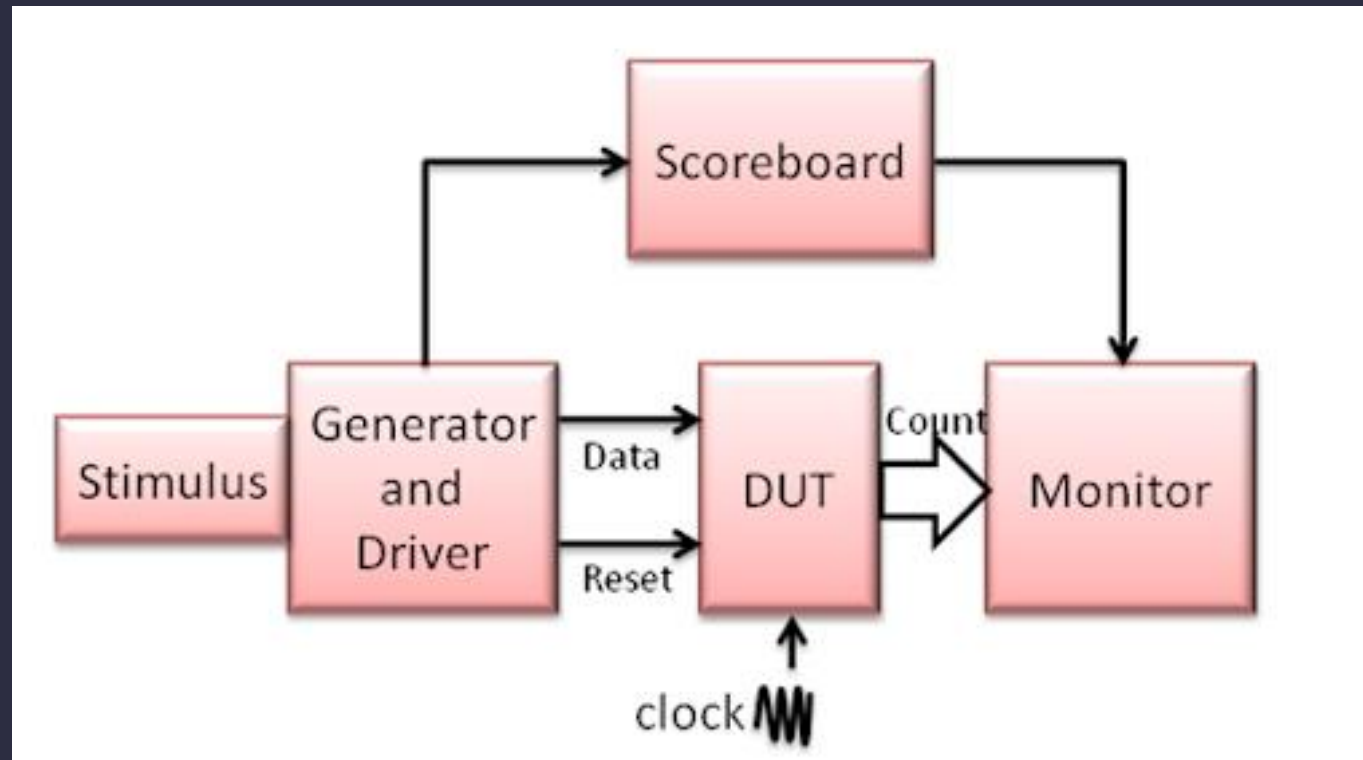 Scoreboard
Stimulus
Generator
and
Driver
Data
Reset
DUT
Count
Monitor
clock